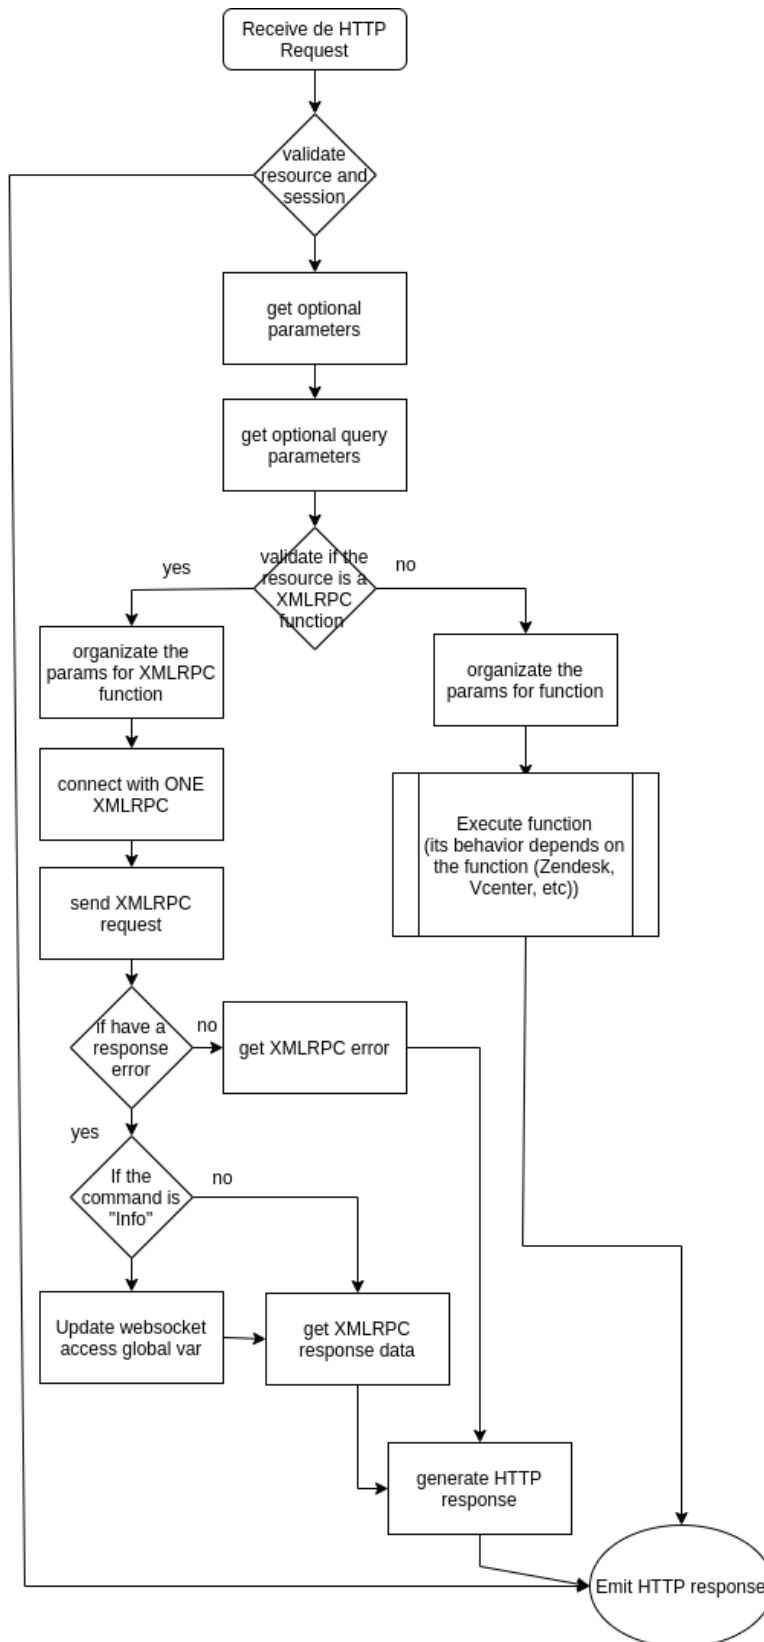 Receive de HTTP
Request
validate
resource and
session
get optional
parameters
get optional query
parameters
validate if the
resource is a
XMLRPC
function
yes
no
organizate the
params for XMLRPC
function
organizate the
params for function
connect with ONE
XMLRPC
Execute function
(its behavior depends on
the function (Zendesk,
Vcenter, etc))
send XMLRPC
request
if have a
response
error
no
get XMLRPC error
yes
If the
command is
"Info"
no
Update websocket
access global var
get XMLRPC
response data
generate HTTP
response
Emit HTTP response